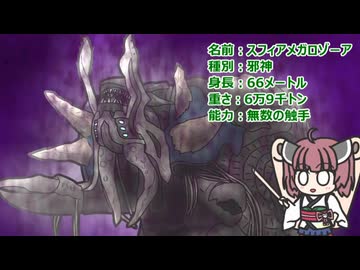 名前：スフィアメガロゾーア
種別：邪神
身長：66メートル
重さ：6万9千トン
能力：無数の触手